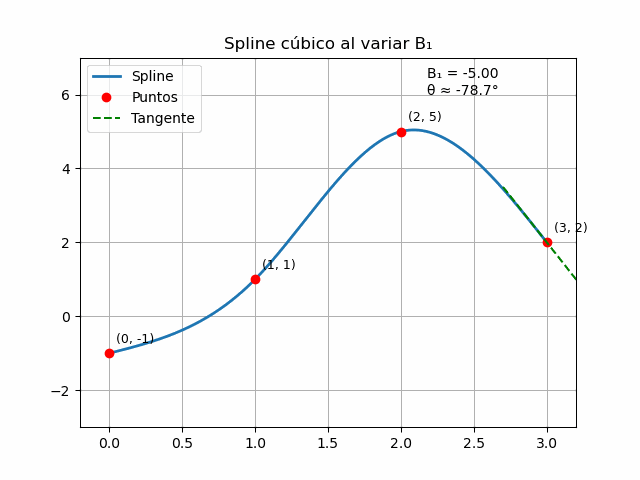 Spline cúbico al variar B₁
Spline
Puntos
Tangente
B₁ = -5.00
θ ≈ -78.7°
(2, 5)
(3, 2)
(1, 1)
(0, -1)
6
4
2
0
−2
0.0 0.5 1.0 1.5 2.0 2.5 3.0